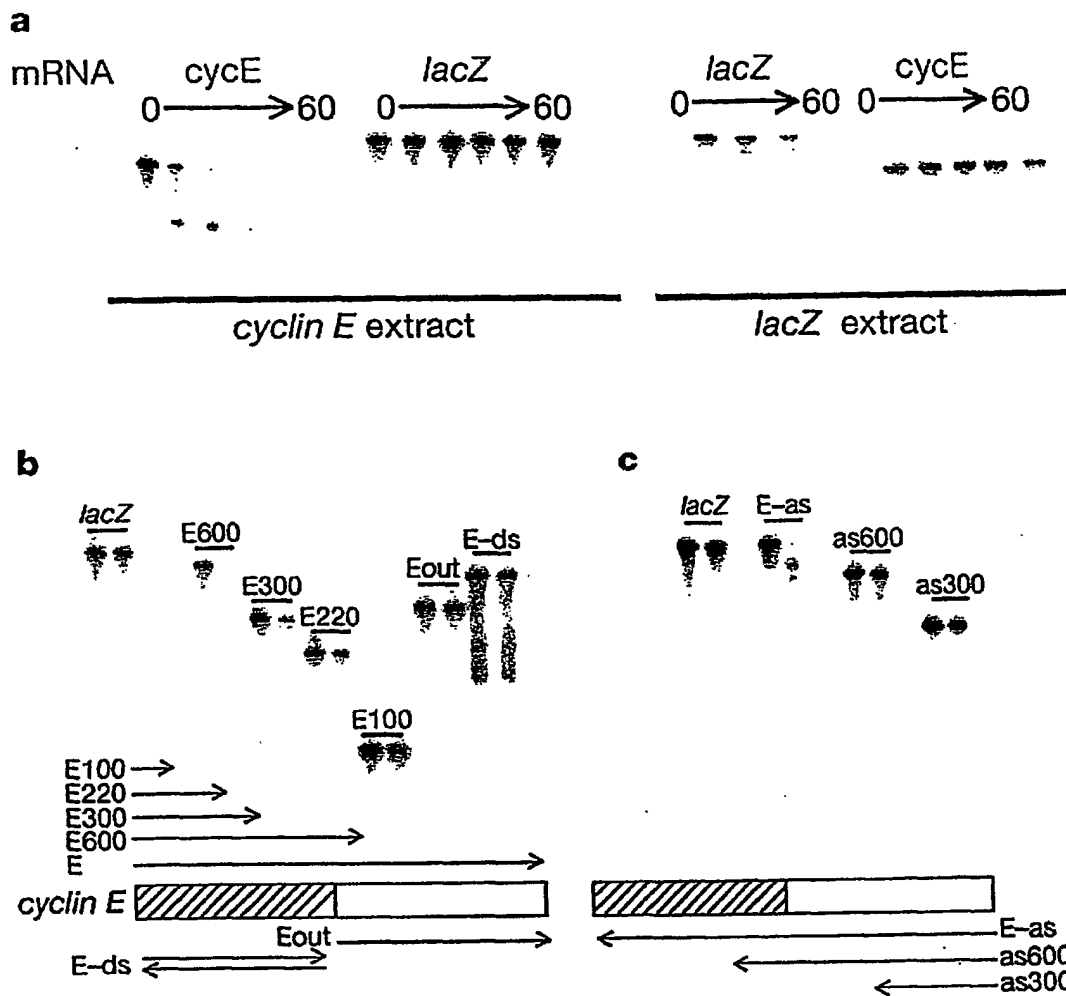 a
mRNA cycE lacZ lacZ cycE
0 60 0 60 0 60 0 60
cyclin E extract lacZ extract
b c
lacZ E600 E300 E220 E100 Eout E-ds
lacZ E-as as600 as300
E100
E220
E300
E600
E
cyclin E
Eout
E-ds
E-as
as600
as300